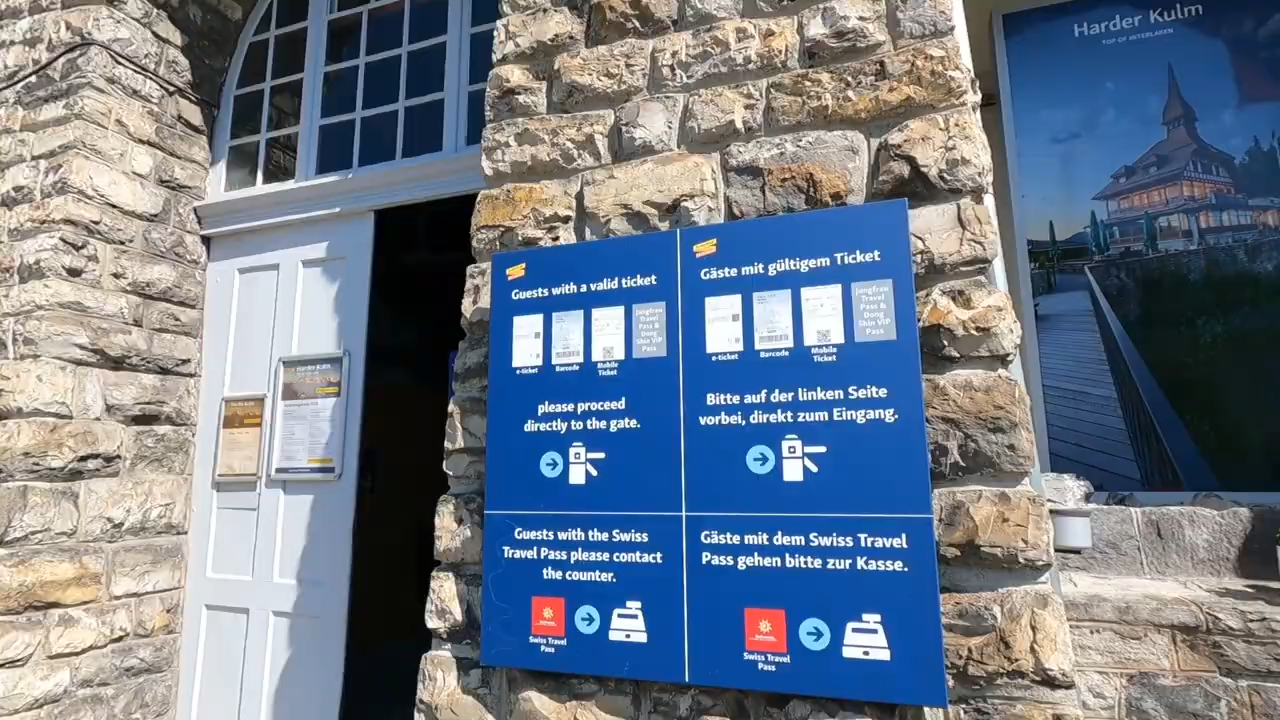 Harder Kulm
TOP OF INTERLAKEN
Guests with a valid ticket
e-ticket
Barcode
Mobile
Ticket
Jungfrau
Travel
Pass &
Dong
Shin VIP
Pass
please proceed
directly to the gate.
Gäste mit gültigem Ticket
e-ticket
Barcode
Mobile
Ticket
Jungfrau
Travel
Pass &
Dong
Shin VIP
Pass
Bitte auf der linken Seite
vorbei, direkt zum Eingang.
Guests with the Swiss
Travel Pass please contact
the counter.
Swiss Travel
Pass
Gäste mit dem Swiss Travel
Pass gehen bitte zur Kasse.
Swiss Travel
Pass
Harder Kulm